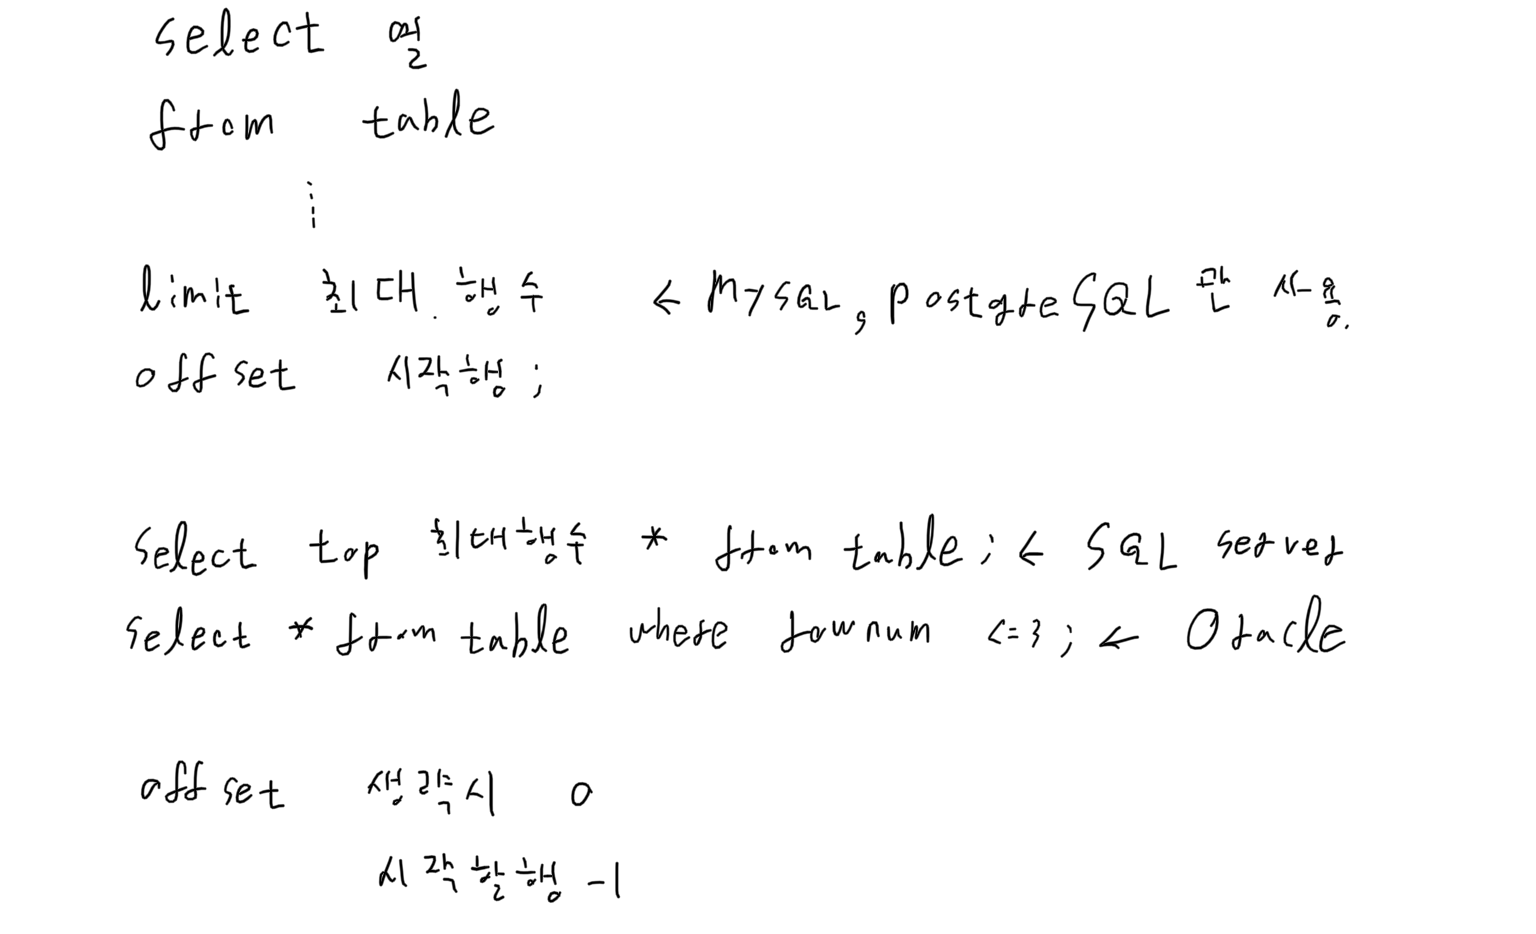 select 열
from table
⋮
limit 최대 행수 ← MySQL, PostgreSQL 만 사용.
offset 시작행;
select top 최대행수 * from table; ← SQL server
select * from table where rownum <=3; ← Oracle
offset 생략시 0
시작할행 -1